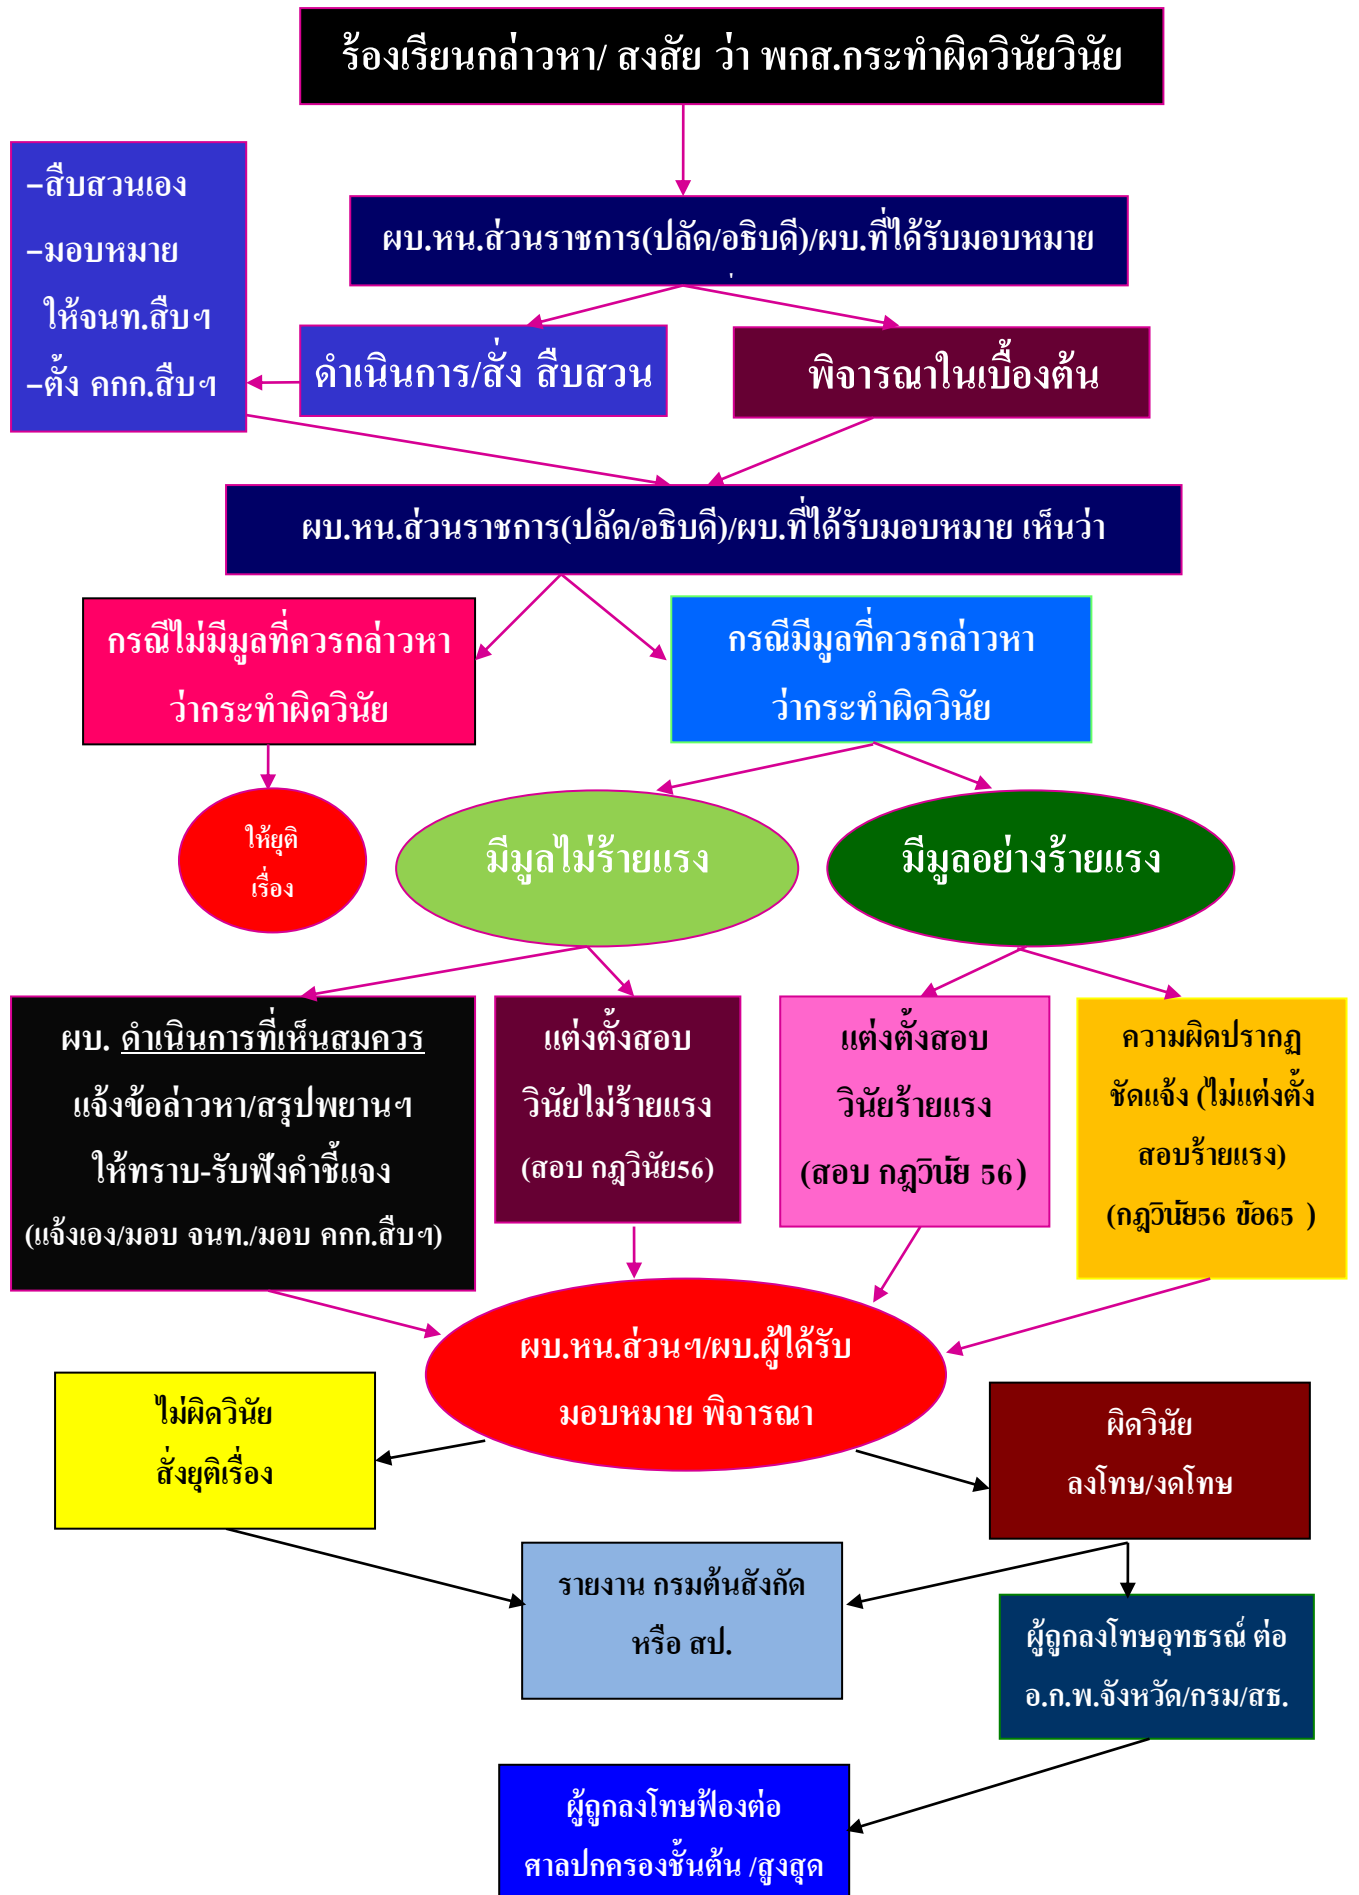 ร้องเรียนกล่าวหา/ สงสัย ว่า พกส.กระทำผิดวินัยวินัย
-สืบสวนเอง
-มอบหมาย
ให้จนท.สืบฯ
-ตั้ง คกก.สืบฯ
ผบ.หน.ส่วนราชการ(ปลัด/อธิบดี)/ผบ.ที่ได้รับมอบหมาย
ดำเนินการ/สั่ง สืบสวน
พิจารณาในเบื้องต้น
ผบ.หน.ส่วนราชการ(ปลัด/อธิบดี)/ผบ.ที่ได้รับมอบหมาย เห็นว่า
กรณีไม่มีมูลที่ควรกล่าวหา
ว่ากระทำผิดวินัย
กรณีมีมูลที่ควรกล่าวหา
ว่ากระทำผิดวินัย
ให้ยุติ
เรื่อง
มีมูลไม่ร้ายแรง
มีมูลอย่างร้ายแรง
ผบ. ดำเนินการที่เห็นสมควร
แจ้งข้อล่าวหา/สรุปพยานฯ
ให้ทราบ-รับฟังคำชี้แจง
(แจ้งเอง/มอบ จนท./มอบ คกก.สืบฯ)
แต่งตั้งสอบ
วินัยไม่ร้ายแรง
(สอบ กฎวินัย56)
แต่งตั้งสอบ
วินัยร้ายแรง
(สอบ กฎวินัย 56)
ความผิดปรากฏ
ชัดแจ้ง (ไม่แต่งตั้ง
สอบร้ายแรง)
(กฎวินัย56 ข้อ65 )
ผบ.หน.ส่วนฯ/ผบ.ผู้ได้รับ
มอบหมาย พิจารณา
ไม่ผิดวินัย
สั่งยุติเรื่อง
ผิดวินัย
ลงโทษ/งดโทษ
รายงาน กรมต้นสังกัด
หรือ สป.
ผู้ถูกลงโทษอุทธรณ์ ต่อ
อ.ก.พ.จังหวัด/กรม/สธ.
ผู้ถูกลงโทษฟ้องต่อ
ศาลปกครองชั้นต้น /สูงสุด